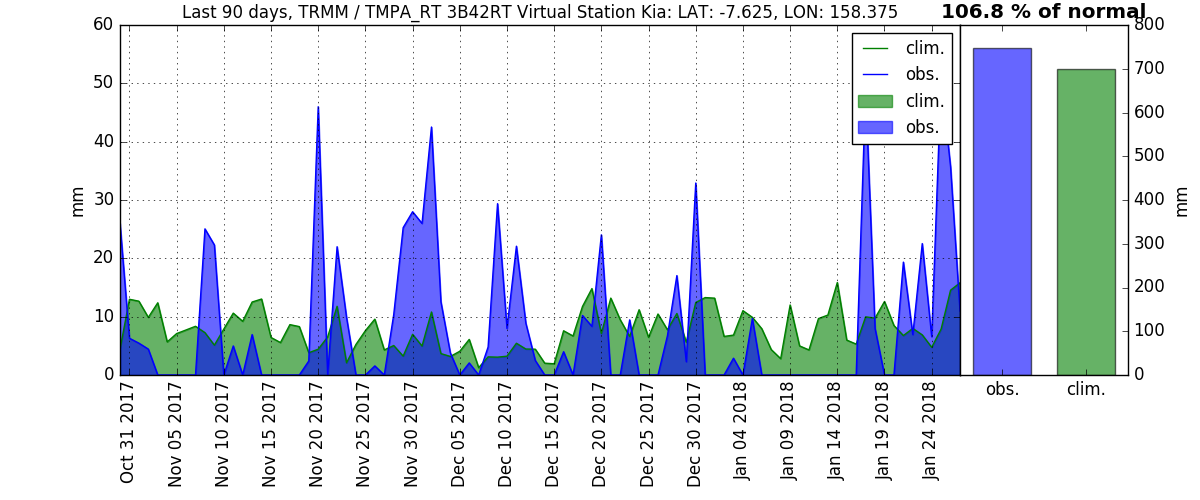 Last 90 days, TRMM / TMPA_RT 3B42RT Virtual Station Kia: LAT: -7.625, LON: 158.375
106.8 % of normal
60
50
40
30
20
10
0
mm
clim.
obs.
clim.
obs.
800
700
600
500
400
300
200
100
0
mm
obs.
clim.
Oct 31 2017
Nov 05 2017
Nov 10 2017
Nov 15 2017
Nov 20 2017
Nov 25 2017
Nov 30 2017
Dec 05 2017
Dec 10 2017
Dec 15 2017
Dec 20 2017
Dec 25 2017
Dec 30 2017
Jan 04 2018
Jan 09 2018
Jan 14 2018
Jan 19 2018
Jan 24 2018